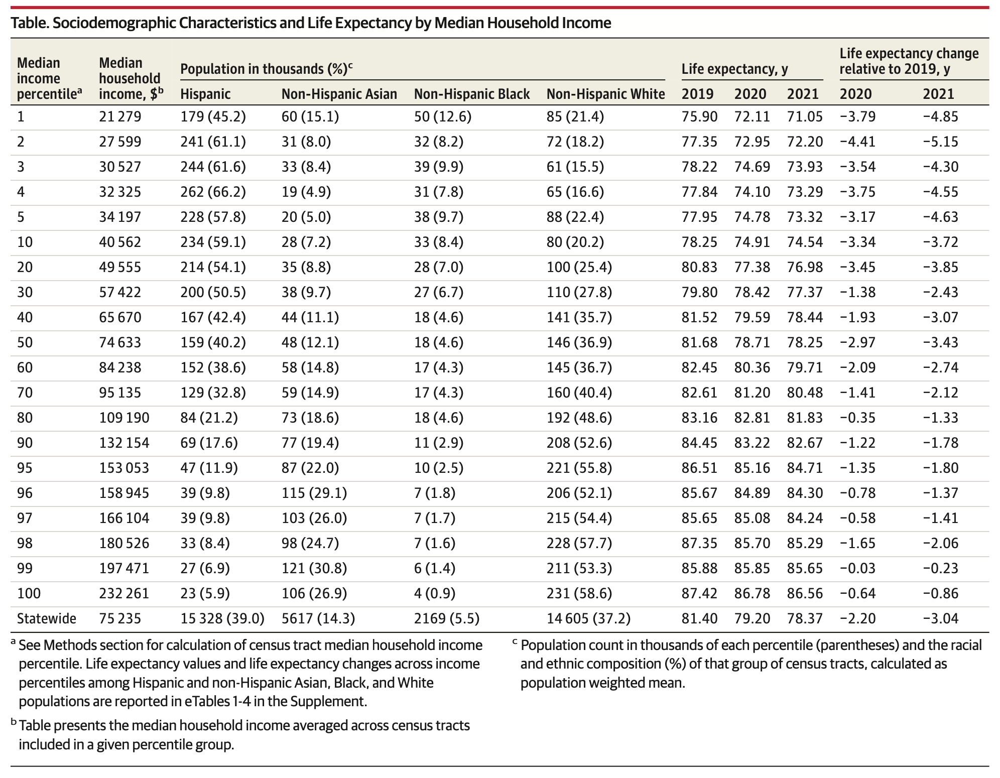 Table. Sociodemographic Characteristics and Life Expectancy by Median Household Income
Median income percentileᵃ Median household income, $ᵇ Population in thousands (%)ᶜ Life expectancy, y Life expectancy change relative to 2019, y
Hispanic Non-Hispanic Asian Non-Hispanic Black Non-Hispanic White 2019 2020 2021 2020 2021
1 21 279 179 (45.2) 60 (15.1) 50 (12.6) 85 (21.4) 75.90 72.11 71.05 −3.79 −4.85
2 27 599 241 (61.1) 31 (8.0) 32 (8.2) 72 (18.2) 77.35 72.95 72.20 −4.41 −5.15
3 30 527 244 (61.6) 33 (8.4) 39 (9.9) 61 (15.5) 78.22 74.69 73.93 −3.54 −4.30
4 32 325 262 (66.2) 19 (4.9) 31 (7.8) 65 (16.6) 77.84 74.10 73.29 −3.75 −4.55
5 34 197 228 (57.8) 20 (5.0) 38 (9.7) 88 (22.4) 77.95 74.78 73.32 −3.17 −4.63
10 40 562 234 (59.1) 28 (7.2) 33 (8.4) 80 (20.2) 78.25 74.91 74.54 −3.34 −3.72
20 49 555 214 (54.1) 35 (8.8) 28 (7.0) 100 (25.4) 80.83 77.38 76.98 −3.45 −3.85
30 57 422 200 (50.5) 38 (9.7) 27 (6.7) 110 (27.8) 79.80 78.42 77.37 −1.38 −2.43
40 65 670 167 (42.4) 44 (11.1) 18 (4.6) 141 (35.7) 81.52 79.59 78.44 −1.93 −3.07
50 74 633 159 (40.2) 48 (12.1) 18 (4.6) 146 (36.9) 81.68 78.71 78.25 −2.97 −3.43
60 84 238 152 (38.6) 58 (14.8) 17 (4.3) 145 (36.7) 82.45 80.36 79.71 −2.09 −2.74
70 95 135 129 (32.8) 59 (14.9) 17 (4.3) 160 (40.4) 82.61 81.20 80.48 −1.41 −2.12
80 109 190 84 (21.2) 73 (18.6) 18 (4.6) 192 (48.6) 83.16 82.81 81.83 −0.35 −1.33
90 132 154 69 (17.6) 77 (19.4) 11 (2.9) 208 (52.6) 84.45 83.22 82.67 −1.22 −1.78
95 153 053 47 (11.9) 87 (22.0) 10 (2.5) 221 (55.8) 86.51 85.16 84.71 −1.35 −1.80
96 158 945 39 (9.8) 115 (29.1) 7 (1.8) 206 (52.1) 85.67 84.89 84.30 −0.78 −1.37
97 166 104 39 (9.8) 103 (26.0) 7 (1.7) 215 (54.4) 85.65 85.08 84.24 −0.58 −1.41
98 180 526 33 (8.4) 98 (24.7) 7 (1.6) 228 (57.7) 87.35 85.70 85.29 −1.65 −2.06
99 197 471 27 (6.9) 121 (30.8) 6 (1.4) 211 (53.3) 85.88 85.85 85.65 −0.03 −0.23
100 232 261 23 (5.9) 106 (26.9) 4 (0.9) 231 (58.6) 87.42 86.78 86.56 −0.64 −0.86
Statewide 75 235 15 328 (39.0) 5617 (14.3) 2169 (5.5) 14 605 (37.2) 81.40 79.20 78.37 −2.20 −3.04
ᵃ See Methods section for calculation of census tract median household income
percentile. Life expectancy values and life expectancy changes across income
percentiles among Hispanic and non-Hispanic Asian, Black, and White
populations are reported in eTables 1-4 in the Supplement.
ᵇ Table presents the median household income averaged across census tracts
included in a given percentile group.
ᶜ Population count in thousands of each percentile (parentheses) and the racial
and ethnic composition (%) of that group of census tracts, calculated as
population weighted mean.